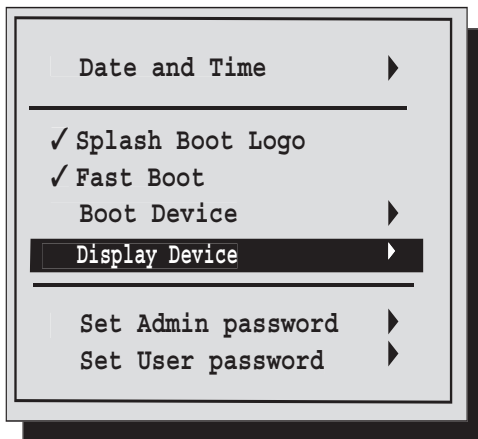 Date and Time
✓ Splash Boot Logo
✓ Fast Boot
Boot Device
Display Device
Set Admin password
Set User password